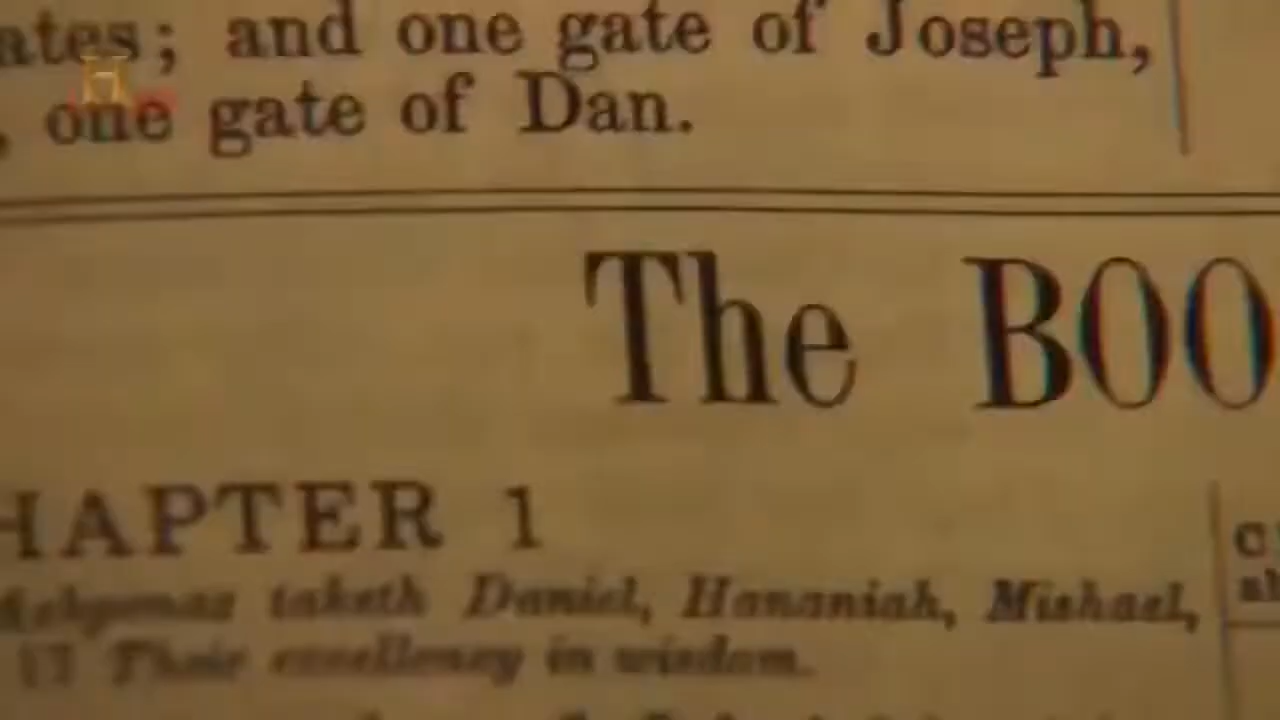 ates; and one gate of Joseph,
, one gate of Dan.
The BOO
HAPTER 1
taketh Daniel, Hananiah, Mishael,
17 Their excellency in wisdom.